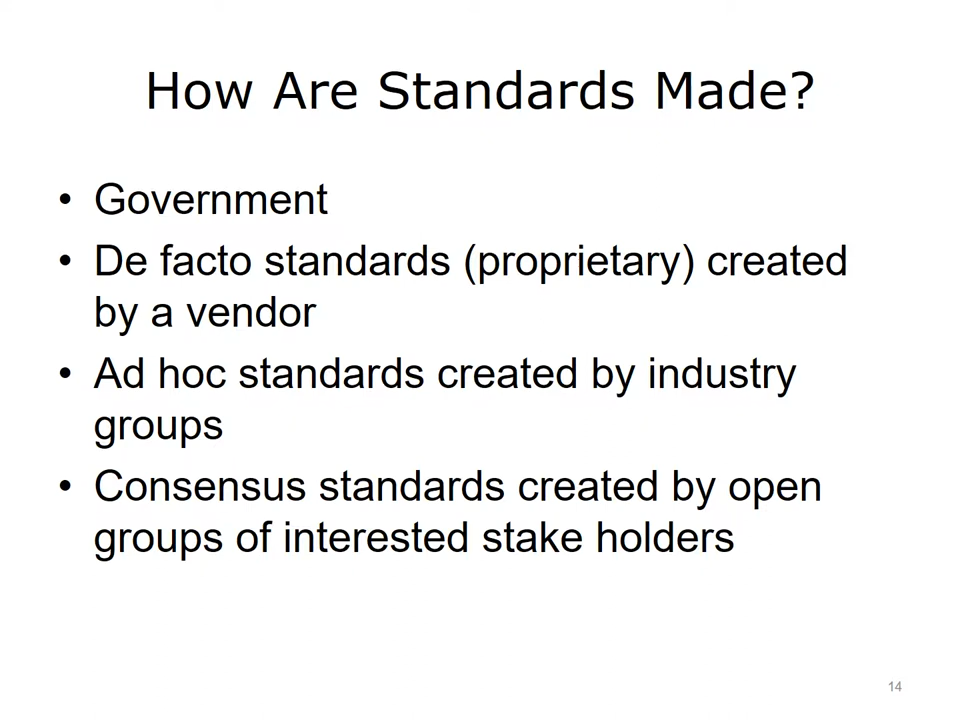 How Are Standards Made?
• Government
• De facto standards (proprietary) created
by a vendor
• Ad hoc standards created by industry
groups
• Consensus standards created by open
groups of interested stake holders
14